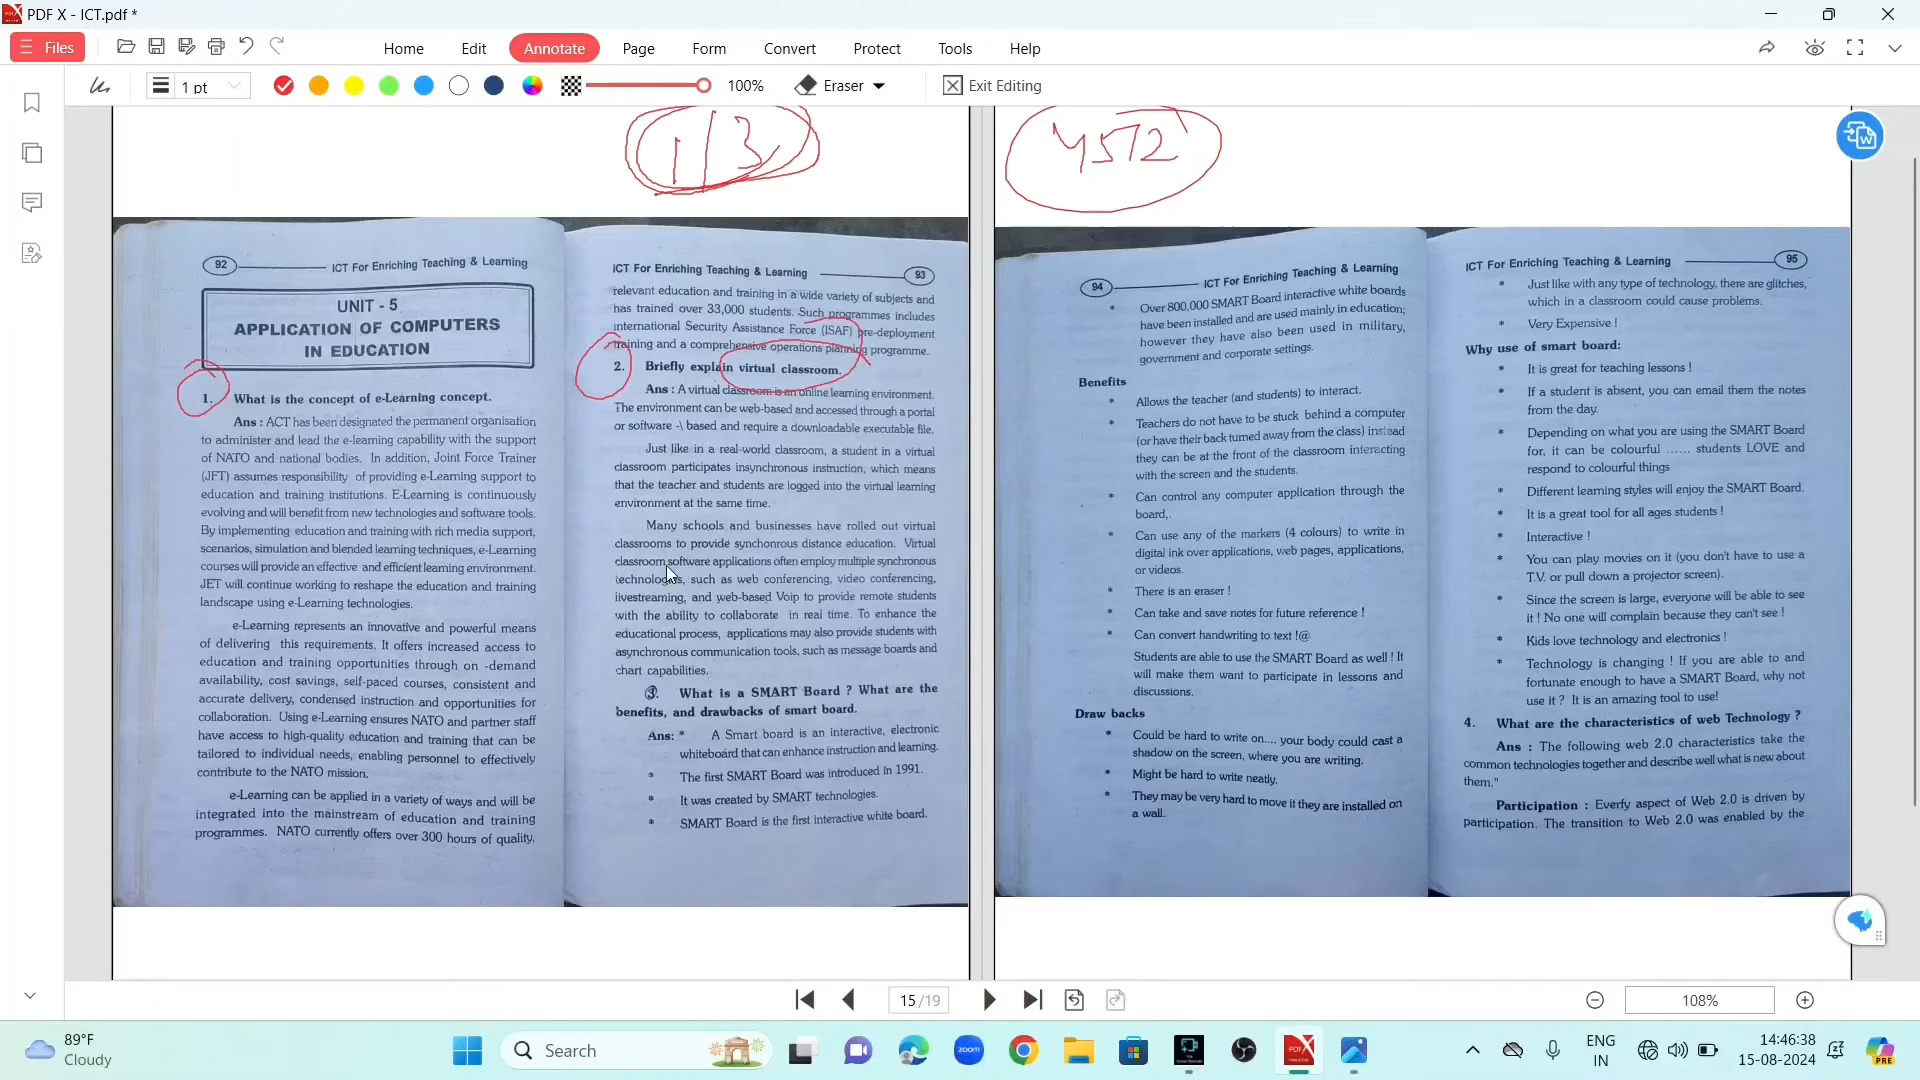 PDF X - ICT.pdf *
Files
Home
Edit
Annotate
Page
Form
Convert
Protect
Tools
Help
1 pt
100%
Eraser
Exit Editing
1/3
4572
92
ICT For Enriching Teaching & Learning
UNIT - 5
APPLICATION OF COMPUTERS
IN EDUCATION
1. What is the concept of e-Learning concept.
Ans : ACT has been designated the permanent organisation
to administer and lead the e-learning capability with the support
of NATO and national bodies. In addition, Joint Force Trainer
(JFT) assumes responsibility of providing e-Learning support to
education and training institutions. E-Learning is continuously
evolving and will benefit from new technologies and software tools.
By implementing education and training with rich media support,
scenarios, simulation and blended learning techniques, e-Learning
courses will provide an effective and efficient learning environment.
JET will continue working to reshape the education and training
landscape using e-Learning technologies.
e-Learning represents an innovative and powerful means
of delivering this requirements. It offers increased access to
education and training opportunities through on -demand
availability, cost savings, self-paced courses, consistent and
accurate delivery, condensed instruction and opportunities for
collaboration. Using e-Learning ensures NATO and partner staff
have access to high-quality education and training that can be
tailored to individual needs, enabling personnel to effectively
contribute to the NATO mission.
e-Learning can be applied in a variety of ways and will be
integrated into the mainstream of education and training
programmes. NATO currently offers over 300 hours of quality,
ICT For Enriching Teaching & Learning
93
relevant education and training in a wide variety of subjects and
has trained over 33,000 students. Such programmes includes
international Security Assistance Force (ISAF) pre-deployment
training and a comprehensive operations planning programme.
2. Briefly explain virtual classroom.
Ans : A virtual classroom is an online learning environment.
The environment can be web-based and accessed through a portal
or software -\ based and require a downloadable executable file.
Just like in a real-world classroom, a student in a virtual
classroom participates insynchronous instruction, which means
that the teacher and students are logged into the virtual learning
environment at the same time.
Many schools and businesses have rolled out virtual
classrooms to provide synchonrous distance education. Virtual
classroom software applications often employ multiple synchronous
technologies, such as web conferencing, video conferencing,
livestreaming, and web-based Voip to provide remote students
with the ability to collaborate in real time. To enhance the
educational process, applications may also provide students with
asynchronous communication tools, such as message boards and
chart capabilities.
3. What is a SMART Board ? What are the
benefits, and drawbacks of smart board.
Ans: * A Smart board is an interactive, electronic
whiteboard that can enhance instruction and learning.
* The first SMART Board was introduced in 1991.
* It was created by SMART technologies.
* SMART Board is the first interactive white board.
94
ICT For Enriching Teaching & Learning
* Over 800,000 SMART Board interactive white boards
have been installed and are used mainly in education;
however they have also been used in military,
government and corporate settings.
Benefits
* Allows the teacher (and students) to interact.
* Teachers do not have to be stuck behind a computer
(or have their back turned away from the class) instead
they can be at the front of the classroom interacting
with the screen and the students.
* Can control any computer application through the
board,.
* Can use any of the markers (4 colours) to write in
digital ink over applications, web pages, applications,
or videos.
* There is an eraser !
* Can take and save notes for future reference !
* Can convert handwriting to text !@
Students are able to use the SMART Board as well ! It
will make them want to participate in lessons and
discussions.
Draw backs
* Could be hard to write on.... your body could cast a
shadow on the screen, where you are writing.
* Might be hard to write neatly.
* They may be very hard to move it they are installed on
a wall.
ICT For Enriching Teaching & Learning
95
* Just like with any type of technology, there are glitches,
which in a classroom could cause problems.
* Very Expensive !
Why use of smart board:
* It is great for teaching lessons !
* If a student is absent, you can email them the notes
from the day.
* Depending on what you are using the SMART Board
for, it can be colourful ...... students LOVE and
respond to colourful things
* Different learning styles will enjoy the SMART Board.
* It is a great tool for all ages students !
* Interactive !
* You can play movies on it (you don't have to use a
T.V. or pull down a projector screen).
* Since the screen is large, everyone will be able to see
it ! No one will complain because they can't see !
* Kids love technology and electronics !
* Technology is changing ! If you are able to and
fortunate enough to have a SMART Board, why not
use it ? It is an amazing tool to use!
4. What are the characteristics of web Technology ?
Ans : The following web 2.0 characteristics take the
common technologies together and describe well what is new about
them."
Participation : Everfy aspect of Web 2.0 is driven by
participation. The transition to Web 2.0 was enabled by the
15 /19
108%
89°F
Cloudy
Search
zoom
PDF X
ENG
IN
14:46:38
15-08-2024
PRE